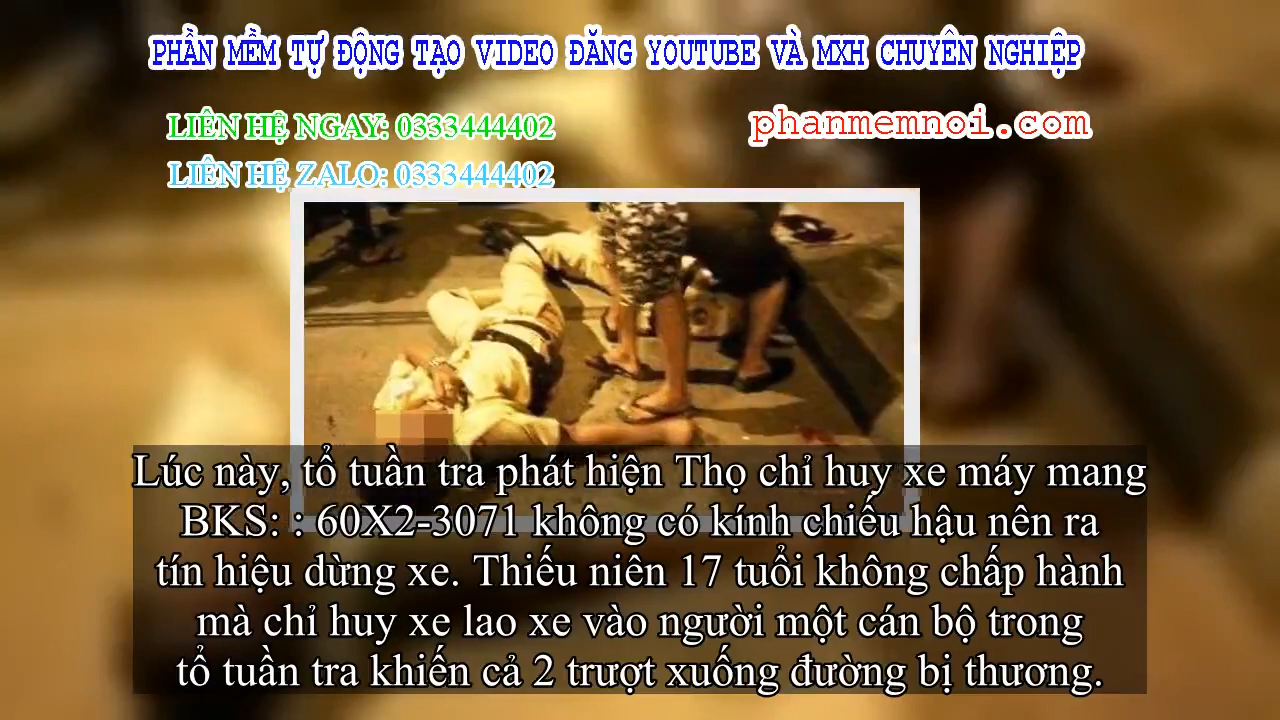 PHẦN MỀM TỰ ĐỘNG TẠO VIDEO ĐĂNG YOUTUBE VÀ MXH CHUYÊN NGHIỆP
LIÊN HỆ NGAY: 0333444402
phanmemnoi.com
LIÊN HỆ ZALO: 0333444402
Lúc này, tổ tuần tra phát hiện Thọ chỉ huy xe máy mang
BKS: : 60X2-3071 không có kính chiếu hậu nên ra
tín hiệu dừng xe. Thiếu niên 17 tuổi không chấp hành
mà chỉ huy xe lao xe vào người một cán bộ trong
tổ tuần tra khiến cả 2 trượt xuống đường bị thương.